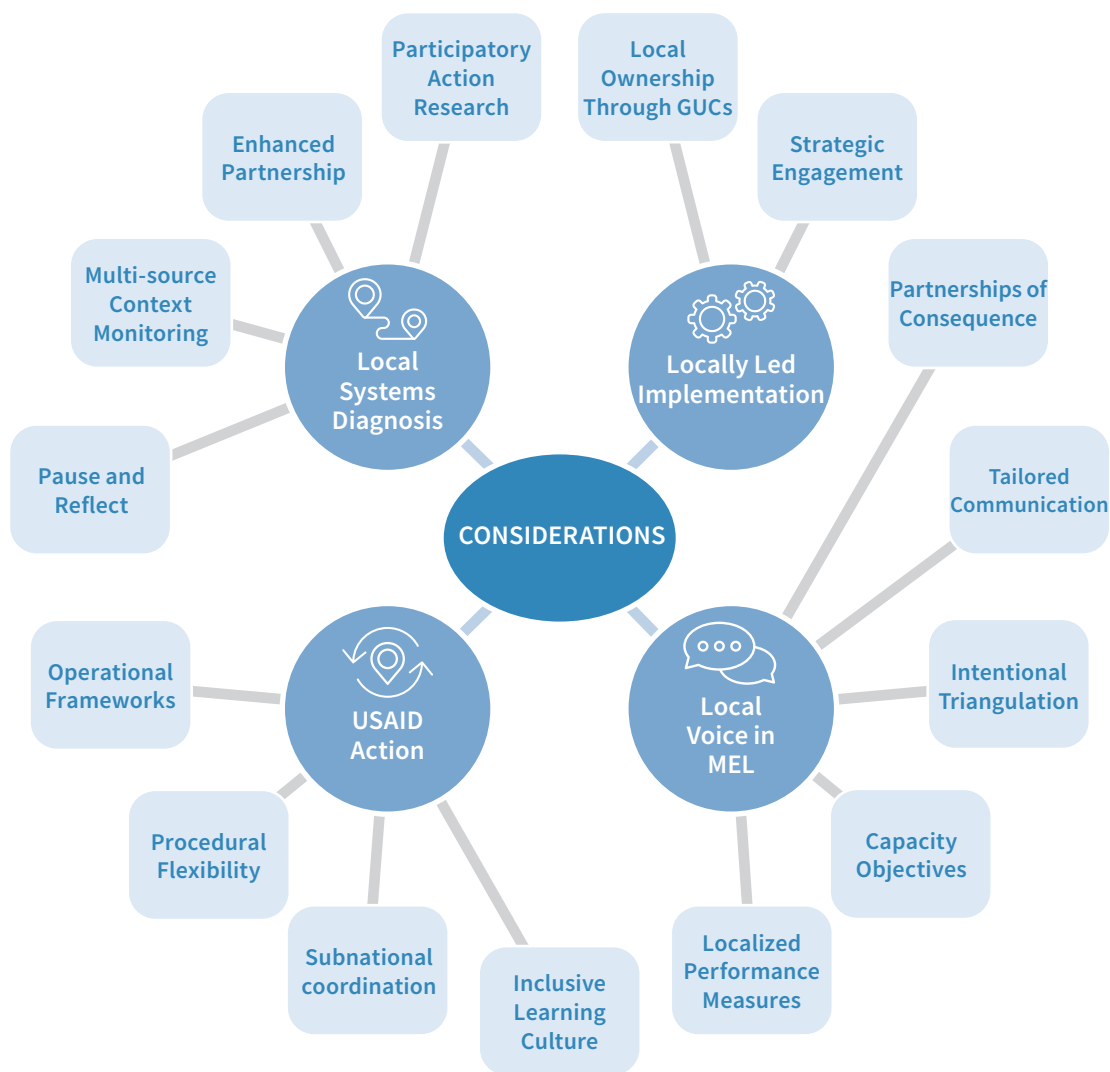 Participatory
Action
Research
Local
Ownership
Through GUCs
Enhanced
Partnership
Strategic
Engagement
Multi-source
Context
Monitoring
Partnerships of
Consequence
Local
Systems
Diagnosis
Locally Led
Implementation
Pause and
Reflect
Tailored
Communication
CONSIDERATIONS
Operational
Frameworks
USAID
Action
Local
Voice in
MEL
Intentional
Triangulation
Procedural
Flexibility
Capacity
Objectives
Subnational
coordination
Inclusive
Learning
Culture
Localized
Performance
Measures